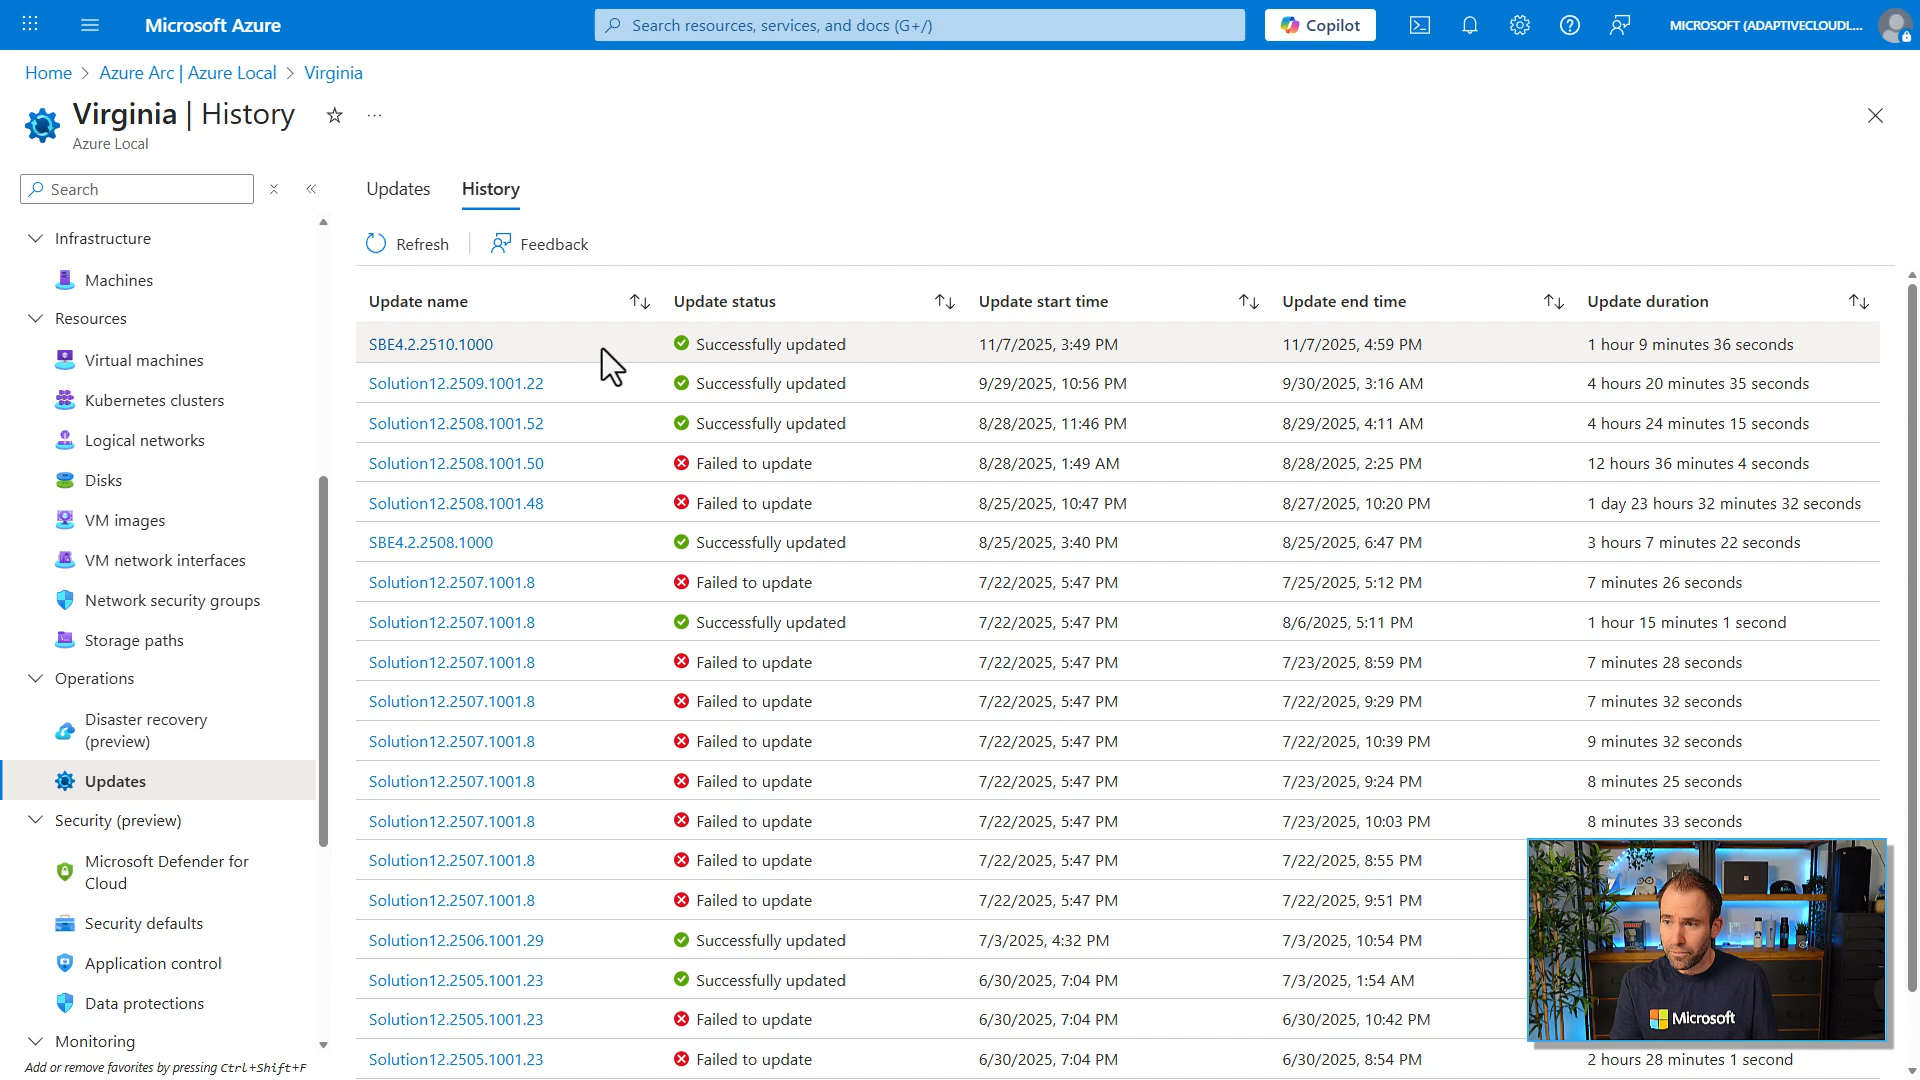 Microsoft Azure
Search resources, services, and docs (G+/)
Copilot
MICROSOFT (ADAPTIVECLOUDL...
Home > Azure Arc | Azure Local > Virginia
Virginia | History
Azure Local
Search
Updates History
Refresh Feedback
Infrastructure
Machines
Resources
Virtual machines
Kubernetes clusters
Logical networks
Disks
VM images
VM network interfaces
Network security groups
Storage paths
Operations
Disaster recovery
(preview)
Updates
Security (preview)
Microsoft Defender for
Cloud
Security defaults
Application control
Data protections
Monitoring
Add or remove favorites by pressing Ctrl+Shift+F
Update name Update status Update start time Update end time Update duration
SBE4.2.2510.1000 Successfully updated 11/7/2025, 3:49 PM 11/7/2025, 4:59 PM 1 hour 9 minutes 36 seconds
Solution12.2509.1001.22 Successfully updated 9/29/2025, 10:56 PM 9/30/2025, 3:16 AM 4 hours 20 minutes 35 seconds
Solution12.2508.1001.52 Successfully updated 8/28/2025, 11:46 PM 8/29/2025, 4:11 AM 4 hours 24 minutes 15 seconds
Solution12.2508.1001.50 Failed to update 8/28/2025, 1:49 AM 8/28/2025, 2:25 PM 12 hours 36 minutes 4 seconds
Solution12.2508.1001.48 Failed to update 8/25/2025, 10:47 PM 8/27/2025, 10:20 PM 1 day 23 hours 32 minutes 32 seconds
SBE4.2.2508.1000 Successfully updated 8/25/2025, 3:40 PM 8/25/2025, 6:47 PM 3 hours 7 minutes 22 seconds
Solution12.2507.1001.8 Failed to update 7/22/2025, 5:47 PM 7/25/2025, 5:12 PM 7 minutes 26 seconds
Solution12.2507.1001.8 Successfully updated 7/22/2025, 5:47 PM 8/6/2025, 5:11 PM 1 hour 15 minutes 1 second
Solution12.2507.1001.8 Failed to update 7/22/2025, 5:47 PM 7/23/2025, 8:59 PM 7 minutes 28 seconds
Solution12.2507.1001.8 Failed to update 7/22/2025, 5:47 PM 7/22/2025, 9:29 PM 7 minutes 32 seconds
Solution12.2507.1001.8 Failed to update 7/22/2025, 5:47 PM 7/22/2025, 10:39 PM 9 minutes 32 seconds
Solution12.2507.1001.8 Failed to update 7/22/2025, 5:47 PM 7/23/2025, 9:24 PM 8 minutes 25 seconds
Solution12.2507.1001.8 Failed to update 7/22/2025, 5:47 PM 7/23/2025, 10:03 PM 8 minutes 33 seconds
Solution12.2507.1001.8 Failed to update 7/22/2025, 5:47 PM 7/22/2025, 8:55 PM
Solution12.2507.1001.8 Failed to update 7/22/2025, 5:47 PM 7/22/2025, 9:51 PM
Solution12.2506.1001.29 Successfully updated 7/3/2025, 4:32 PM 7/3/2025, 10:54 PM
Solution12.2505.1001.23 Successfully updated 6/30/2025, 7:04 PM 7/3/2025, 1:54 AM
Solution12.2505.1001.23 Failed to update 6/30/2025, 7:04 PM 6/30/2025, 10:42 PM
Solution12.2505.1001.23 Failed to update 6/30/2025, 7:04 PM 6/30/2025, 8:54 PM 2 hours 28 minutes 1 second
Microsoft